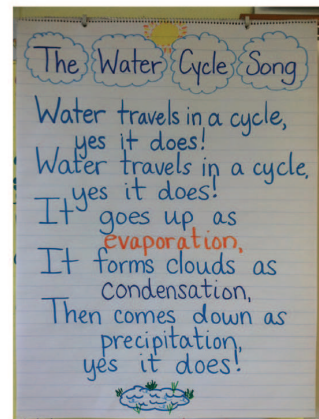 The Water Cycle Song
Water travels in a cycle,
yes it does!
Water travels in a cycle,
yes it does!
It goes up as
evaporation,
It forms clouds as
condensation,
Then comes down as
precipitation,
yes it does!